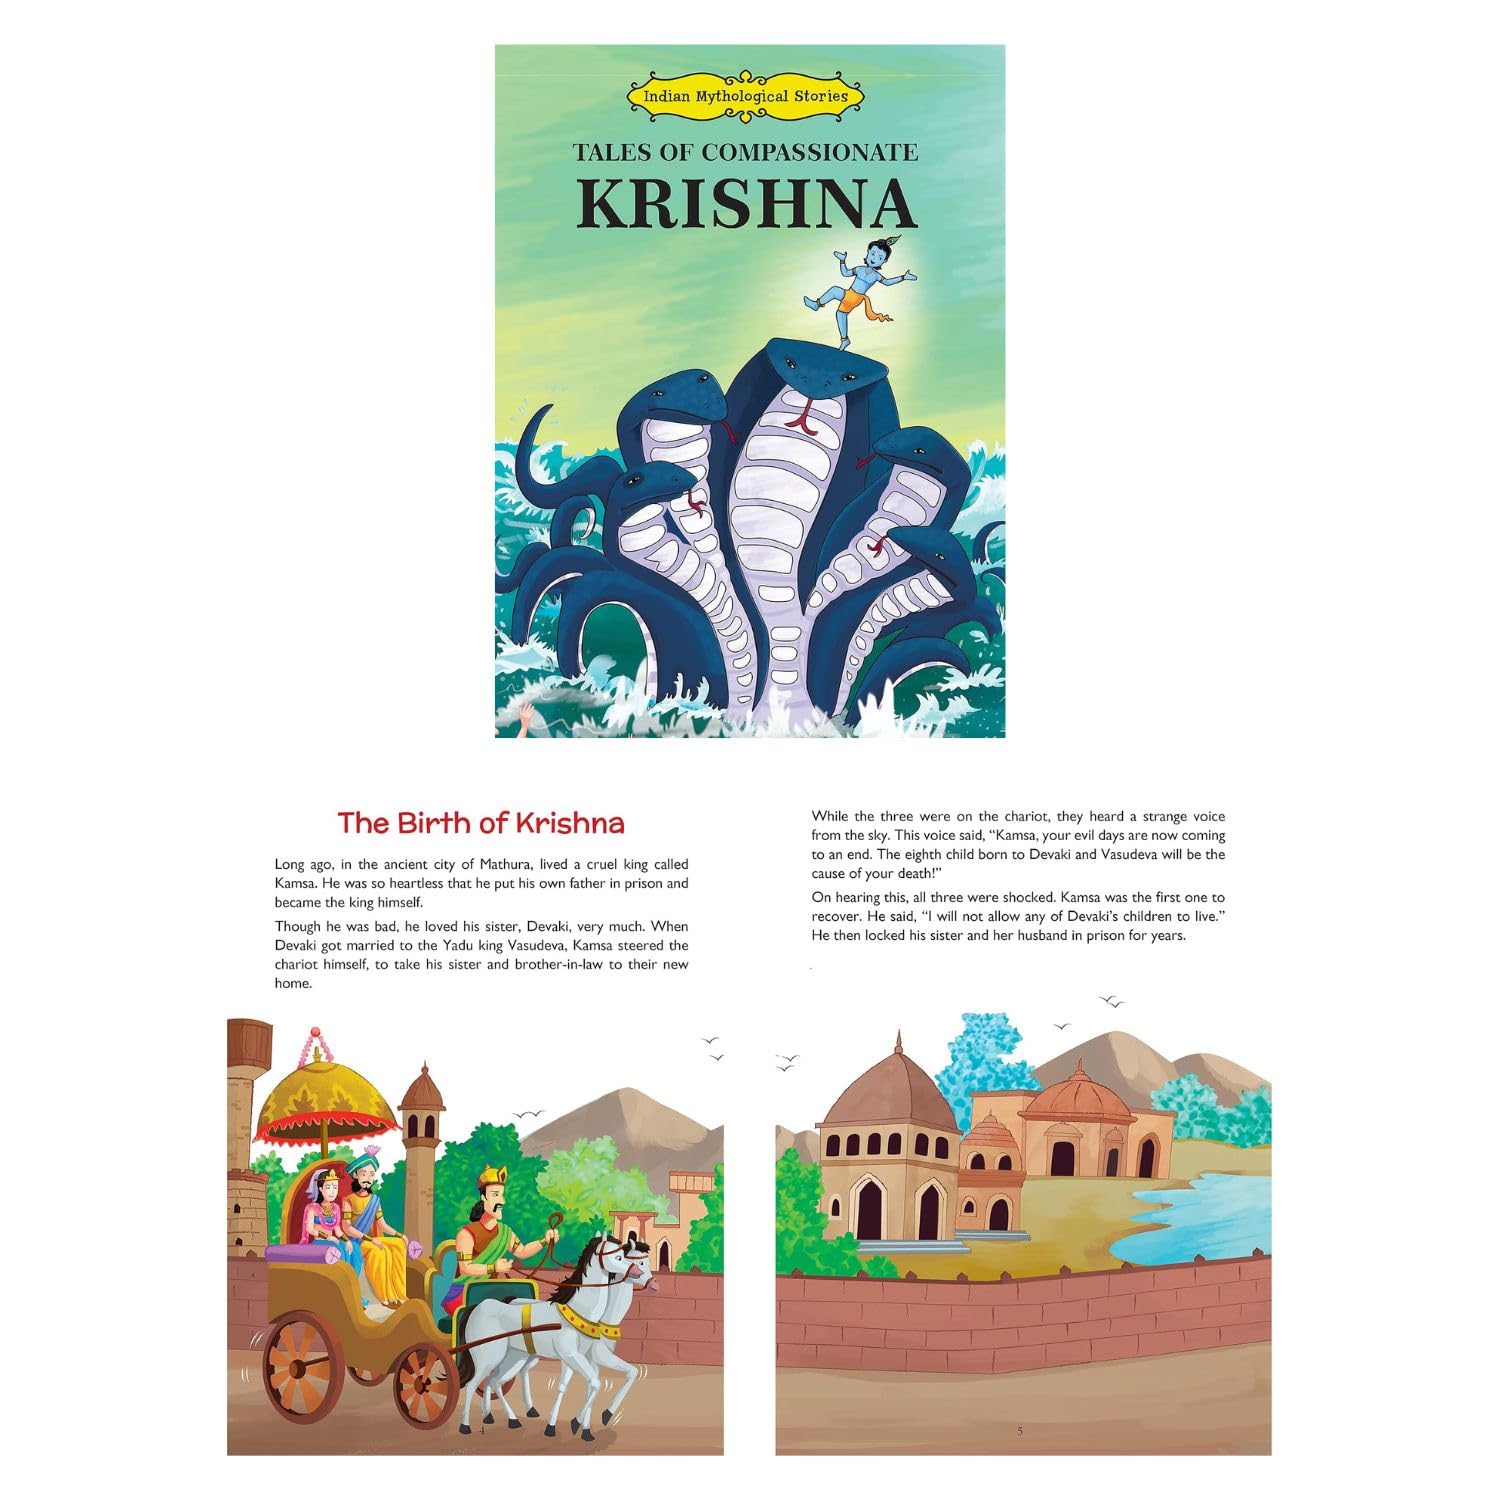 Indian Mythological Stories
TALES OF COMPASSIONATE
KRISHNA
The Birth of Krishna
Long ago, in the ancient city of Mathura, lived a cruel king called
Kamsa. He was so heartless that he put his own father in prison and
became the king himself.
Though he was bad, he loved his sister, Devaki, very much. When
Devaki got married to the Yadu king Vasudeva, Kamsa steered the
chariot himself, to take his sister and brother-in-law to their new
home.
4
While the three were on the chariot, they heard a strange voice
from the sky. This voice said, “Kamsa, your evil days are now coming
to an end. The eighth child born to Devaki and Vasudeva will be the
cause of your death!”
On hearing this, all three were shocked. Kamsa was the first one to
recover. He said, “I will not allow any of Devaki’s children to live.”
He then locked his sister and her husband in prison for years.
5